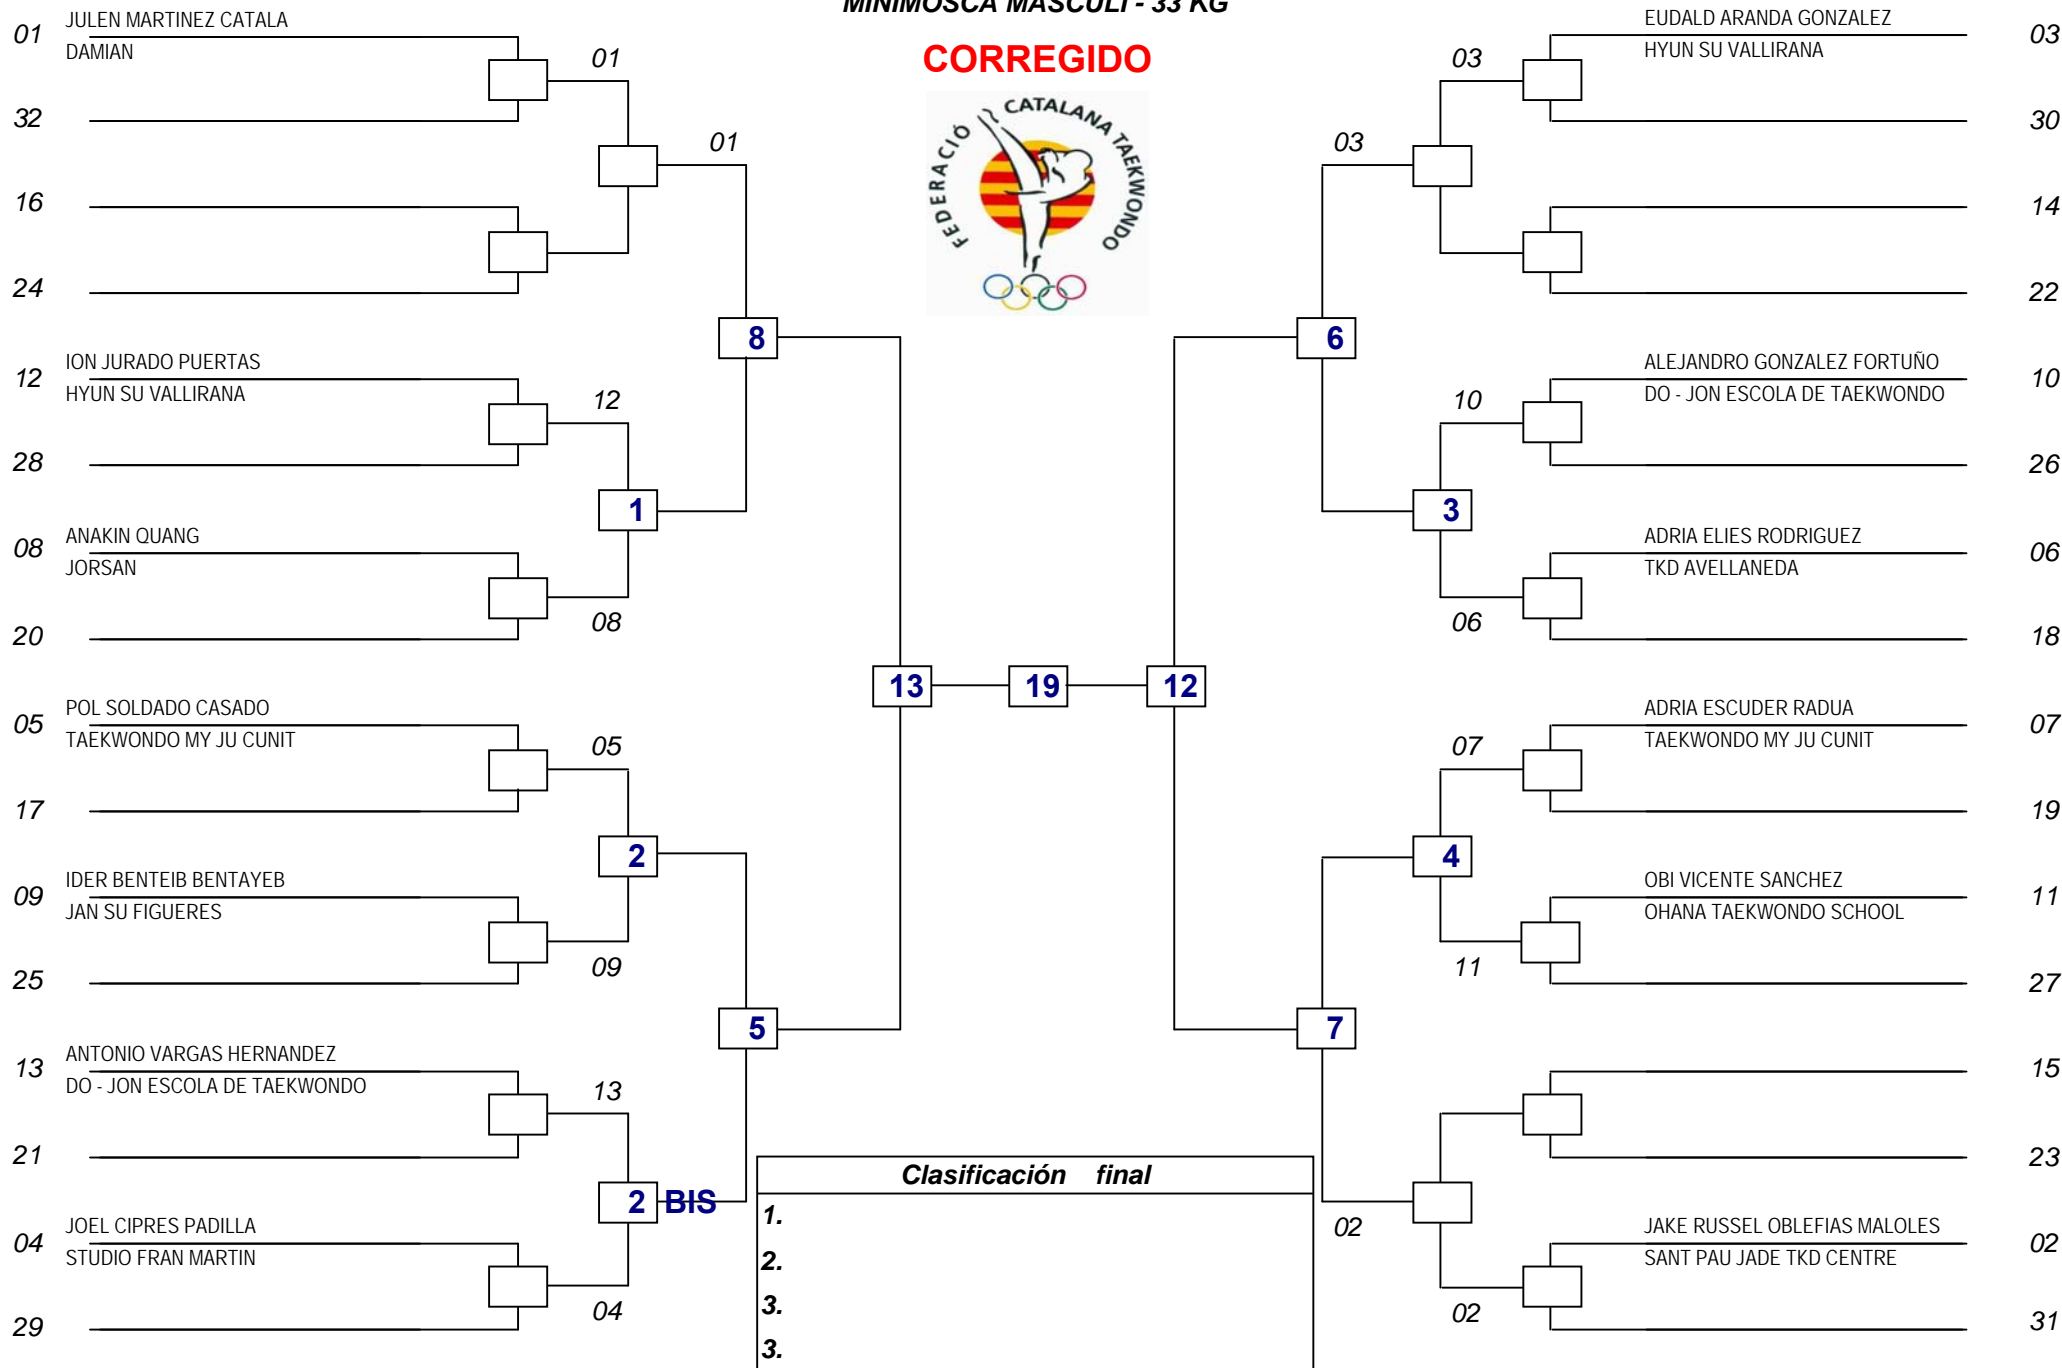 MINIMOSCA MASCULI - 33 KG
CORREGIDO
FEDERACIÓ CATALANA TAEKWONDO
01 JULEN MARTINEZ CATALA
DAMIAN
01
32
01
16
24
8
12 ION JURADO PUERTAS
HYUN SU VALLIRANA
12
28
1
08 ANAKIN QUANG
JORSAN
08
20
13
05 POL SOLDADO CASADO
TAEKWONDO MY JU CUNIT
05
17
2
09 IDER BENTEIB BENTAYEB
JAN SU FIGUERES
09
25
5
13 ANTONIO VARGAS HERNANDEZ
DO - JON ESCOLA DE TAEKWONDO
13
21
2 BIS
04 JOEL CIPRES PADILLA
STUDIO FRAN MARTIN
04
29
19
EUDALD ARANDA GONZALEZ 03
HYUN SU VALLIRANA
03
30
03
14
22
6
ALEJANDRO GONZALEZ FORTUÑO 10
DO - JON ESCOLA DE TAEKWONDO
10
26
3
ADRIA ELIES RODRIGUEZ 06
TKD AVELLANEDA
06
18
12
ADRIA ESCUDER RADUA 07
TAEKWONDO MY JU CUNIT
07
19
4
OBI VICENTE SANCHEZ 11
OHANA TAEKWONDO SCHOOL
11
27
7
15
23
02
JAKE RUSSEL OBLEFIAS MALOLES 02
SANT PAU JADE TKD CENTRE
02
31
Clasificación final
1.
2.
3.
3.